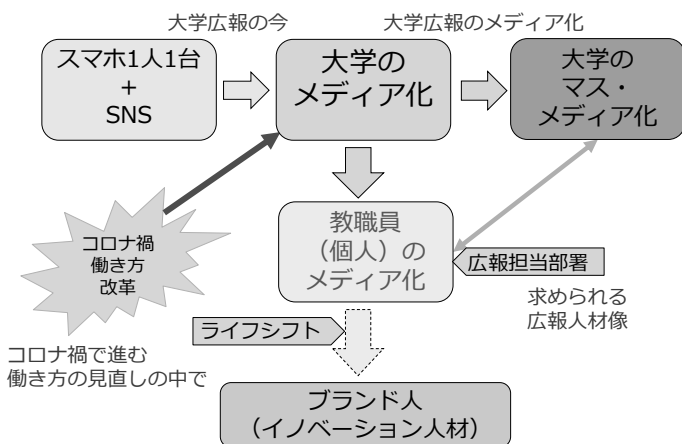 大学広報の今
大学広報のメディア化
スマホ1人1台
+
SNS
大学の
メディア化
大学の
マス・
メディア化
コロナ禍
働き方
改革
教職員
（個人）の
メディア化
広報担当部署
求められる
広報人材像
ライフシフト
コロナ禍で進む
働き方の見直しの中で
ブランド人
（イノベーション人材）